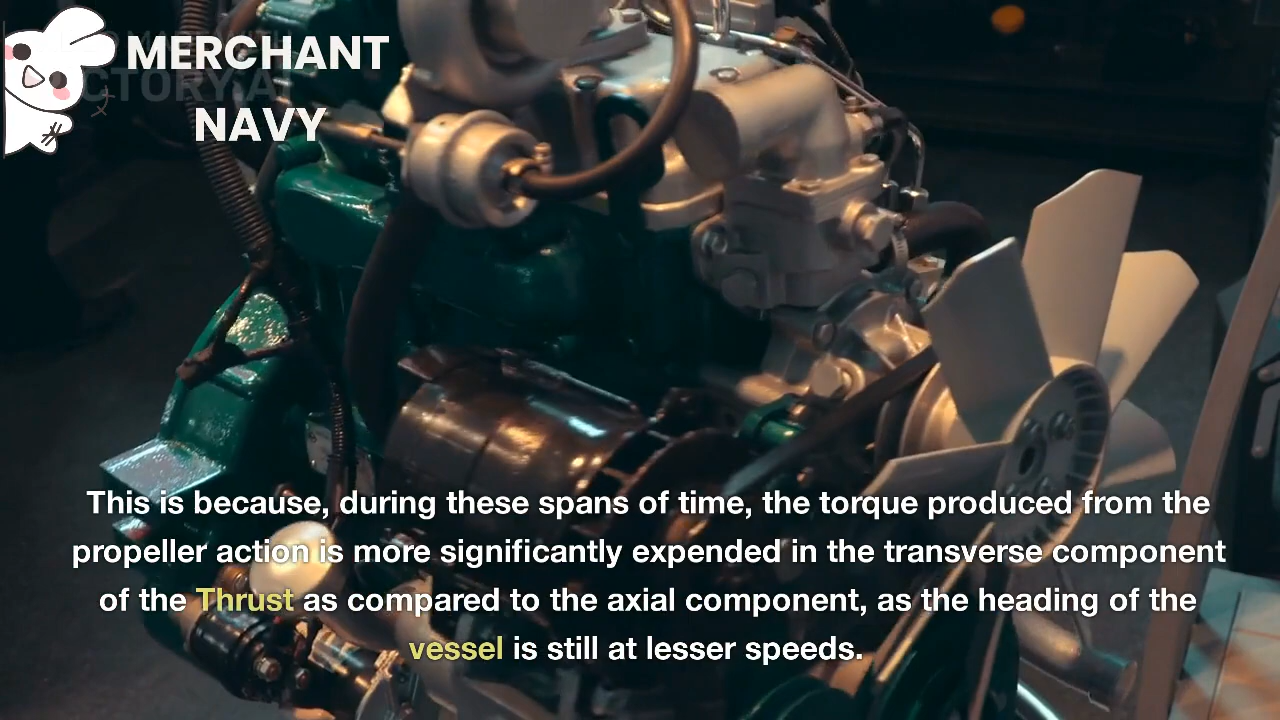 MERCHANT
NAVY
CTORY.AI
This is because, during these spans of time, the torque produced from the
propeller action is more significantly expended in the transverse component
of the Thrust as compared to the axial component, as the heading of the
vessel is still at lesser speeds.